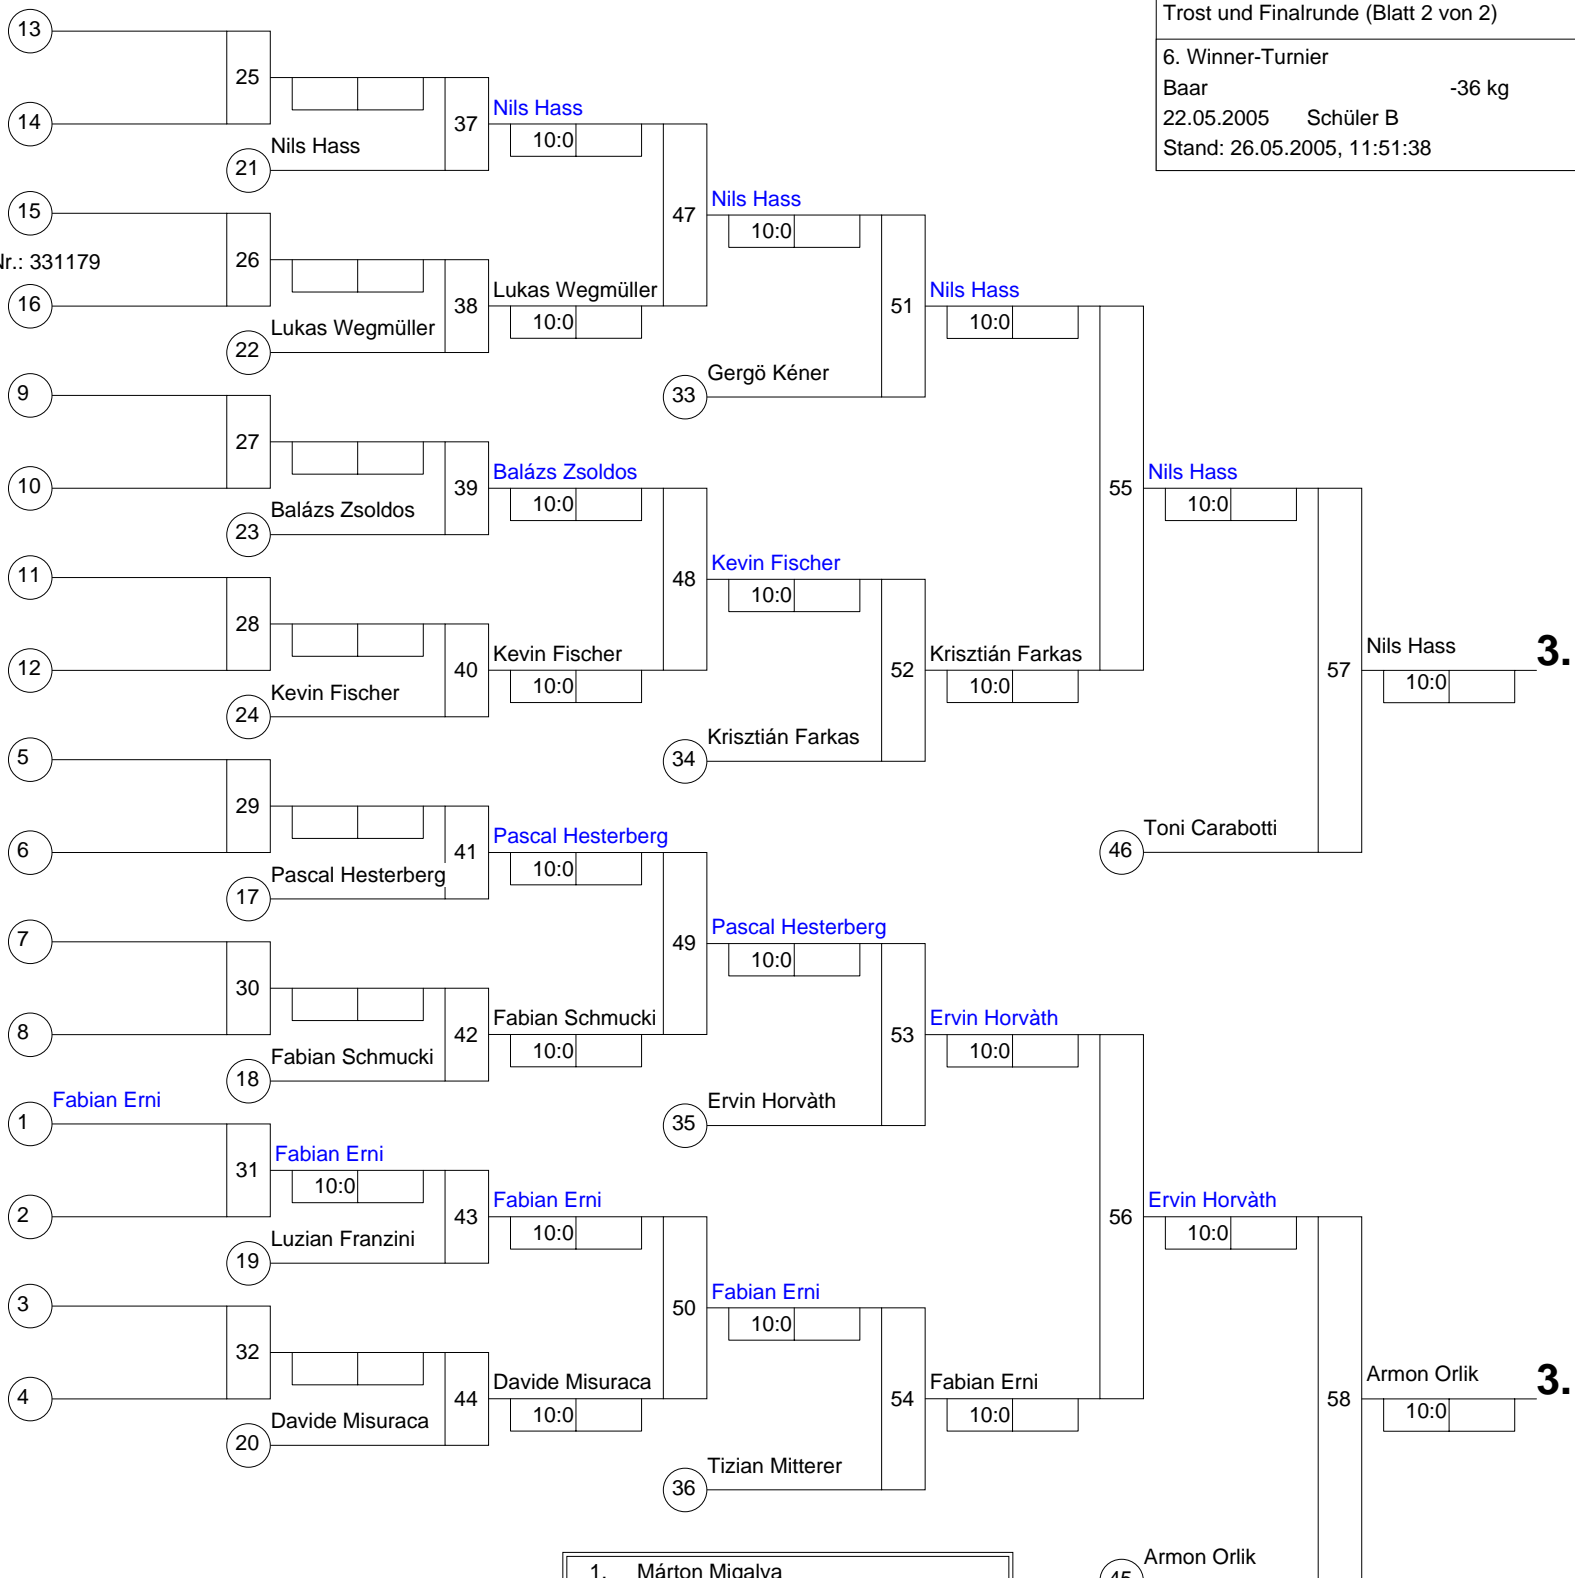 Trost und Finalrunde (Blatt 2 von 2)
6. Winner-Turnier
Baar -36 kg
22.05.2005 Schüler B
Stand: 26.05.2005, 11:51:38
13
25
14
37
Nils Hass
10:0
21
Nils Hass
15
47
Nils Hass
10:0
26
Nr.: 331179
16
38
Lukas Wegmüller
10:0
22
Lukas Wegmüller
51
Nils Hass
10:0
33
Gergö Kéner
9
27
10
39
Balázs Zsoldos
10:0
23
Balázs Zsoldos
55
Nils Hass
10:0
11
48
Kevin Fischer
10:0
28
12
40
Kevin Fischer
10:0
24
Kevin Fischer
52
Krisztián Farkas
10:0
34
Krisztián Farkas
57
Nils Hass
3.
10:0
5
29
6
41
Pascal Hesterberg
10:0
17
Pascal Hesterberg
46
Toni Carabotti
7
49
Pascal Hesterberg
10:0
30
8
42
Fabian Schmucki
10:0
18
Fabian Schmucki
53
Ervin Horvàth
10:0
35
Ervin Horvàth
1
Fabian Erni
31
Fabian Erni
10:0
2
43
Fabian Erni
10:0
19
Luzian Franzini
56
Ervin Horvàth
10:0
3
50
Fabian Erni
10:0
32
4
44
Davide Misuraca
10:0
20
Davide Misuraca
54
Fabian Erni
10:0
36
Tizian Mitterer
58
Armon Orlik
3.
10:0
45
Armon Orlik
1. Márton Migalya